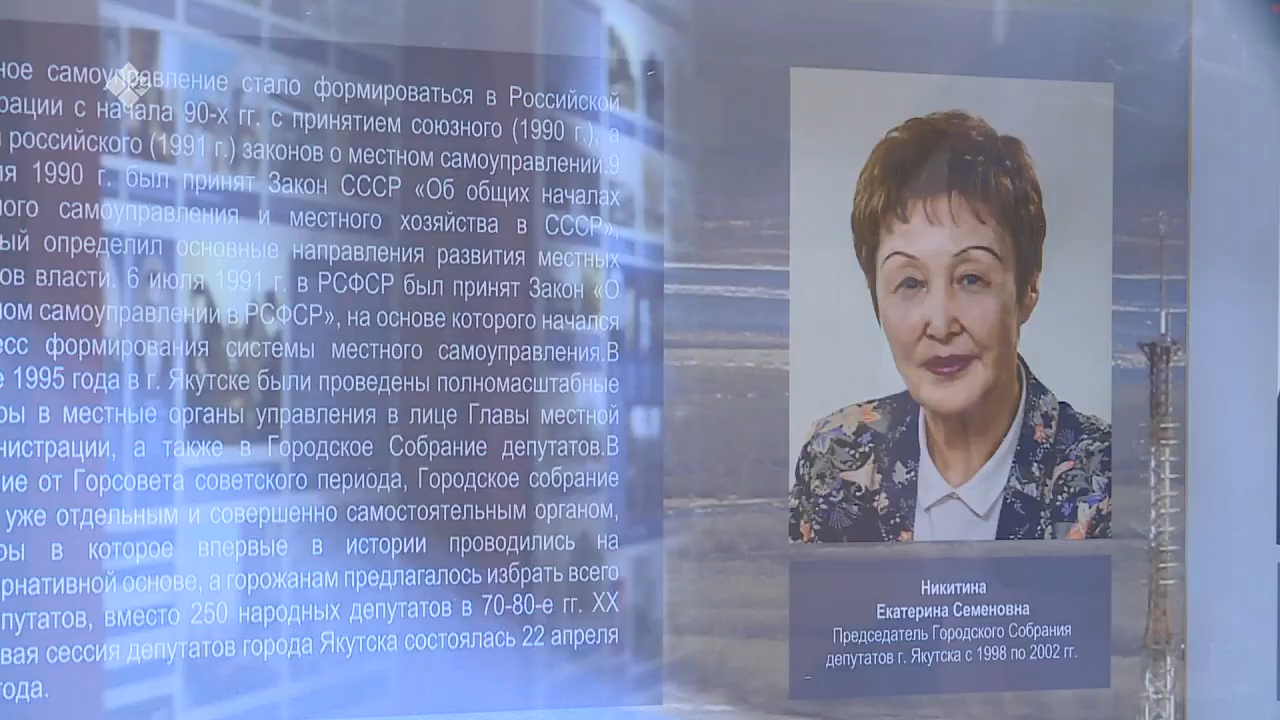 ное самоуправление стало формироваться в Российской
рации с начала 90-х гг. с принятием союзного (1990 г.), а
российского (1991 г.) законов о местном самоуправлении.9
ля 1990 г. был принят Закон СССР «Об общих началах
ного самоуправления и местного хозяйства в СССР»,
ый определил основные направления развития местных
ов власти. 6 июля 1991 г. в РСФСР был принят Закон «О
ном самоуправлении в РСФСР», на основе которого начался
есс формирования системы местного самоуправления.В
е 1995 года в г. Якутске были проведены полномасштабные
ры в местные органы управления в лице Главы местной
нистрации, а также в Городское Собрание депутатов.В
ие от Горсовета советского периода, Городское собрание
уже отдельным и совершенно самостоятельным органом,
ры в которое впервые в истории проводились на
рнативной основе, а горожанам предлагалось избрать всего
путатов, вместо 250 народных депутатов в 70-80-е гг. XX
вая сессия депутатов города Якутска состоялась 22 апреля
года.
Никитина
Екатерина Семеновна
Председатель Городского Собрания
депутатов г. Якутска с 1998 по 2002 гг.